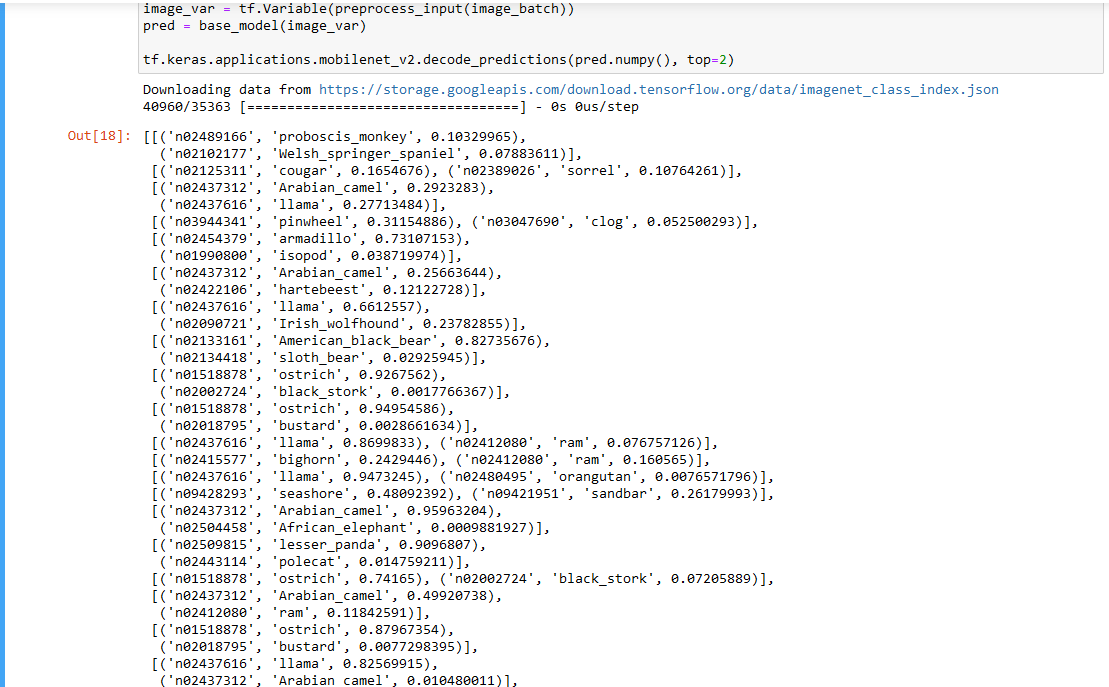 image_var = tf.Variable(preprocess_input(image_batch))
pred = base_model(image_var)
tf.keras.applications.mobilenet_v2.decode_predictions(pred.numpy(), top=2)
Downloading data from https://storage.googleapis.com/download.tensorflow.org/data/imagenet_class_index.json
40960/35363 [==================================] - 0s 0us/step
Out[18]: [[('n02489166', 'proboscis_monkey', 0.10329965),
('n02102177', 'Welsh_springer_spaniel', 0.07883611)],
[('n02125311', 'cougar', 0.1654676), ('n02389026', 'sorrel', 0.10764261)],
[('n02437312', 'Arabian_camel', 0.2923283),
('n02437616', 'llama', 0.27713484)],
[('n03944341', 'pinwheel', 0.31154886), ('n03047690', 'clog', 0.052500293)],
[('n02454379', 'armadillo', 0.73107153),
('n01990800', 'isopod', 0.038719974)],
[('n02437312', 'Arabian_camel', 0.25663644),
('n02422106', 'hartebeest', 0.12122728)],
[('n02437616', 'llama', 0.6612557),
('n02090721', 'Irish_wolfhound', 0.23782855)],
[('n02133161', 'American_black_bear', 0.82735676),
('n02134418', 'sloth_bear', 0.02925945)],
[('n01518878', 'ostrich', 0.9267562),
('n02002724', 'black_stork', 0.0017766367)],
[('n01518878', 'ostrich', 0.94954586),
('n02018795', 'bustard', 0.0028661634)],
[('n02437616', 'llama', 0.8699833), ('n02412080', 'ram', 0.076757126)],
[('n02415577', 'bighorn', 0.2429446), ('n02412080', 'ram', 0.160565)],
[('n02437616', 'llama', 0.9473245), ('n02480495', 'orangutan', 0.0076571796)],
[('n09428293', 'seashore', 0.48092392), ('n09421951', 'sandbar', 0.26179993)],
[('n02437312', 'Arabian_camel', 0.95963204),
('n02504458', 'African_elephant', 0.0009881927)],
[('n02509815', 'lesser_panda', 0.9096807),
('n02443114', 'polecat', 0.014759211)],
[('n01518878', 'ostrich', 0.74165), ('n02002724', 'black_stork', 0.07205889)],
[('n02437312', 'Arabian_camel', 0.49920738),
('n02412080', 'ram', 0.11842591)],
[('n01518878', 'ostrich', 0.87967354),
('n02018795', 'bustard', 0.0077298395)],
[('n02437616', 'llama', 0.82569915),
('n02437312', 'Arabian_camel', 0.010480011)],